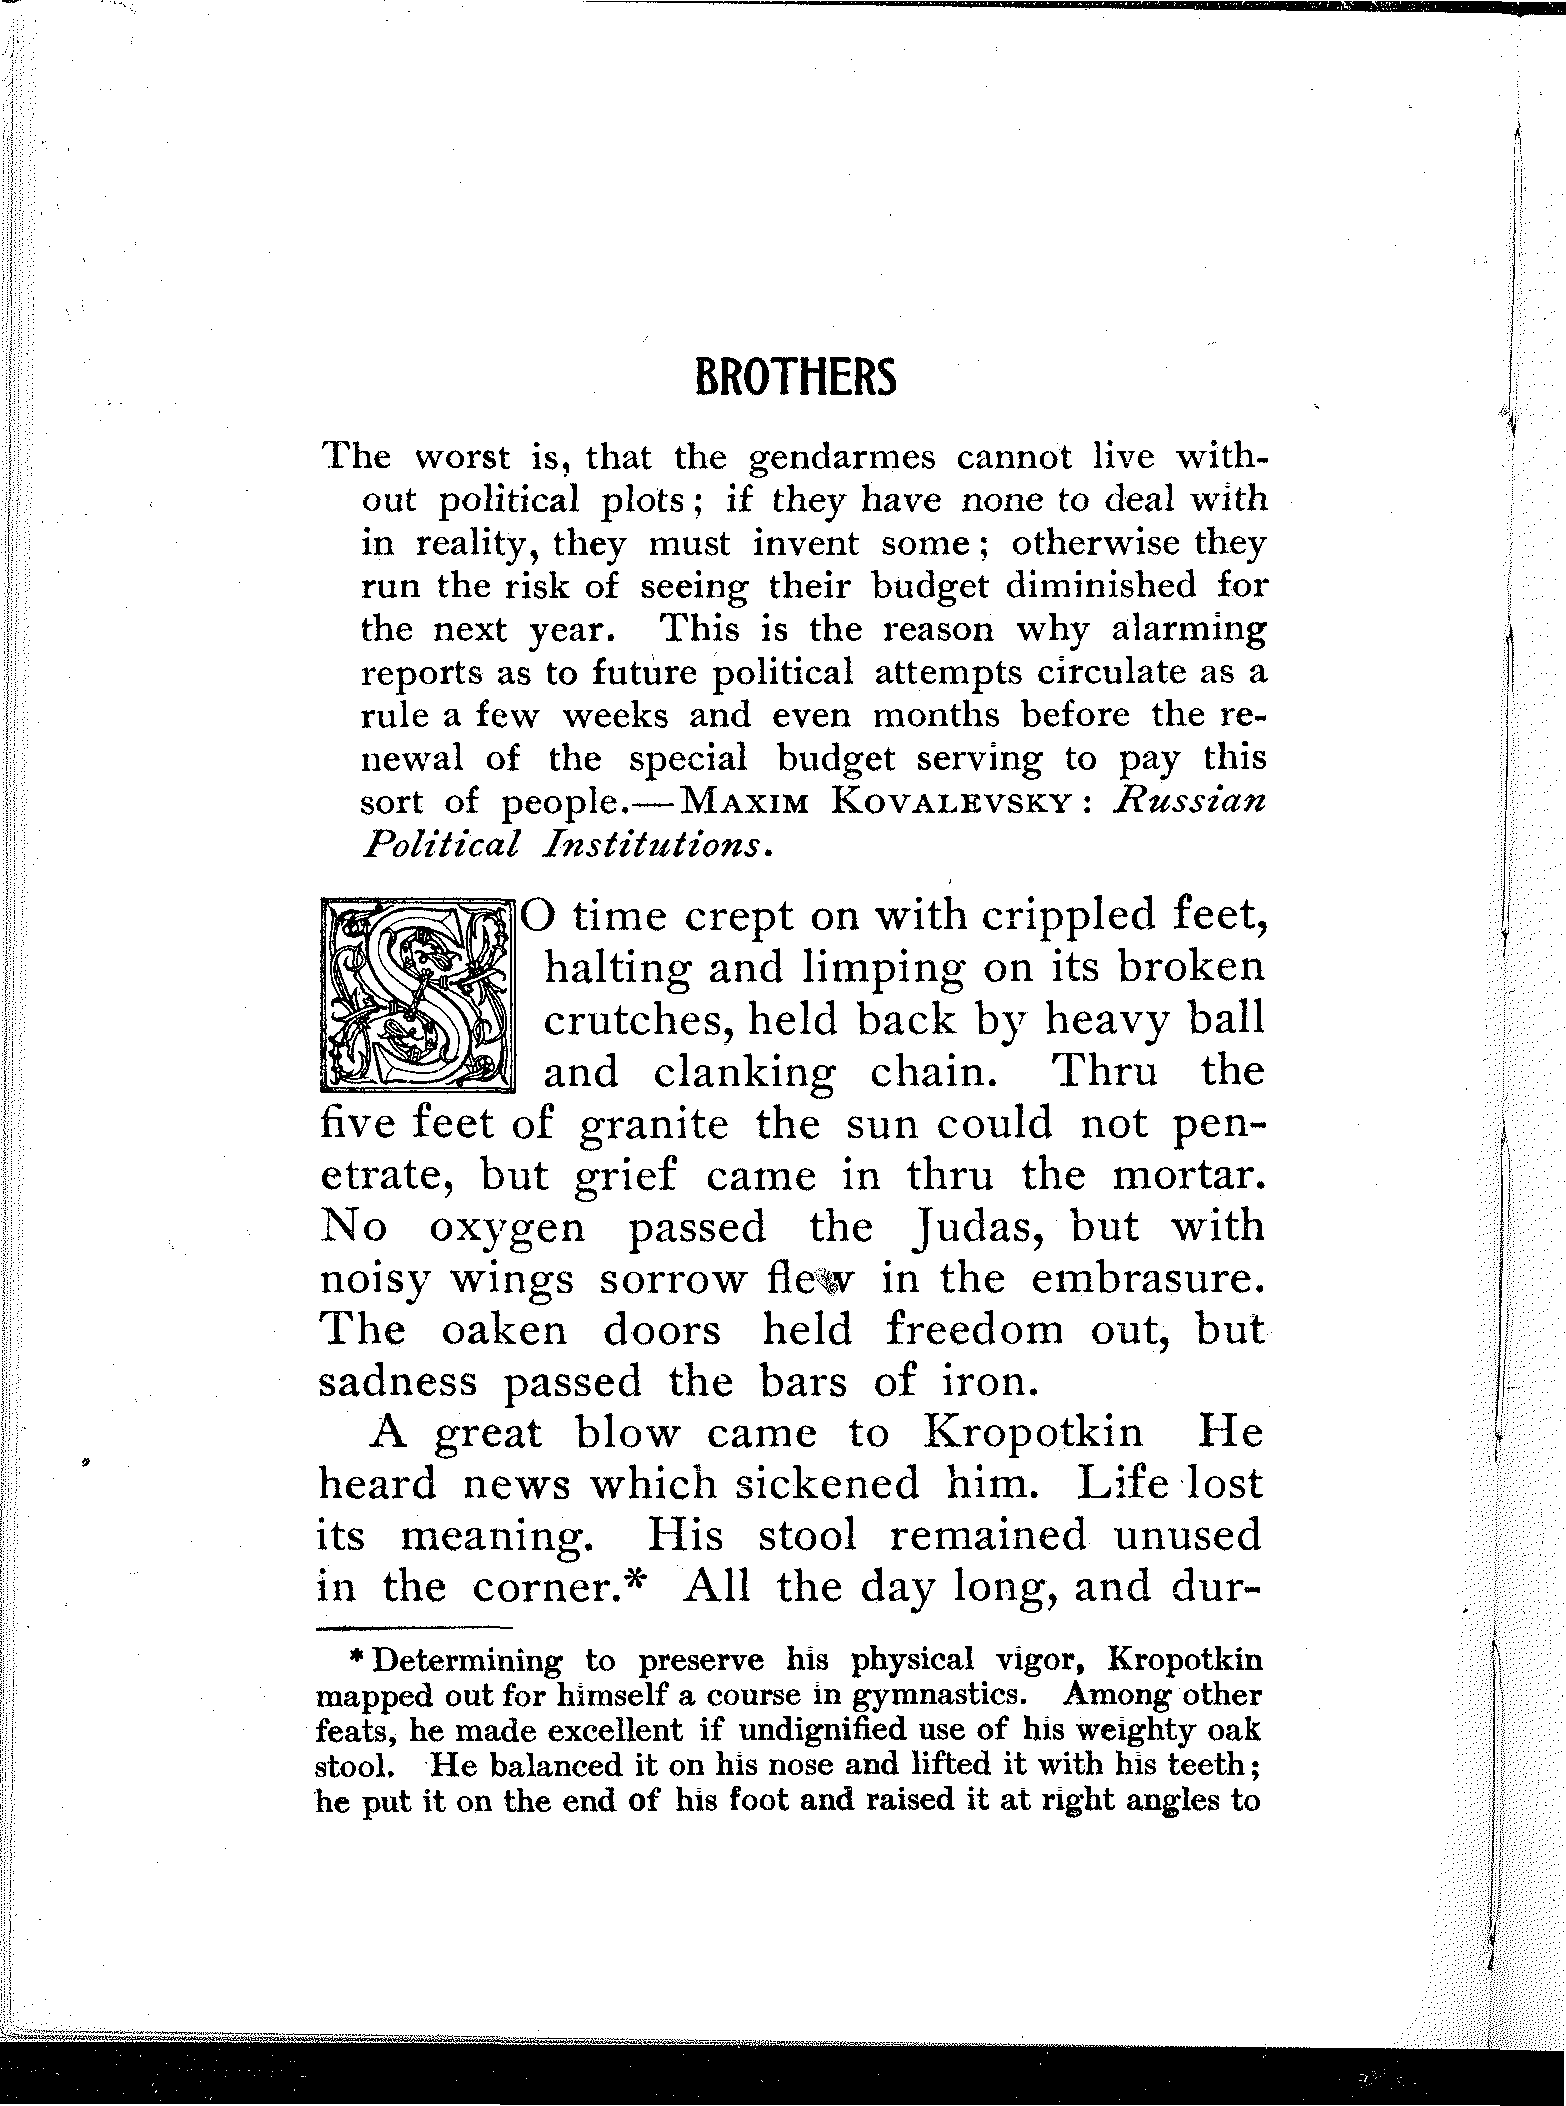 BROTHERS
The worst is, that the gendarmes cannot live with-
out political plots; if they have none to deal with
in reality, they must invent some; otherwise they
run the risk of seeing their budget diminished for
the next year. This is the reason why alarming
reports as to future political attempts circulate as a
rule a few weeks and even months before the re-
newal of the special budget serving to pay this
sort of people.—MAXIM KOVALEVSKY: Russian
Political Institutions.
SO time crept on with crippled feet,
halting and limping on its broken
crutches, held back by heavy ball
and clanking chain. Thru the
five feet of granite the sun could not pen-
etrate, but grief came in thru the mortar.
No oxygen passed the Judas, but with
noisy wings sorrow flew in the embrasure.
The oaken doors held freedom out, but
sadness passed the bars of iron.
A great blow came to Kropotkin He
heard news which sickened him. Life lost
its meaning. His stool remained unused
in the corner.* All the day long, and dur-
* Determining to preserve his physical vigor, Kropotkin
mapped out for himself a course in gymnastics. Among other
feats, he made excellent if undignified use of his weighty oak
stool. He balanced it on his nose and lifted it with his teeth;
he put it on the end of his foot and raised it at right angles to